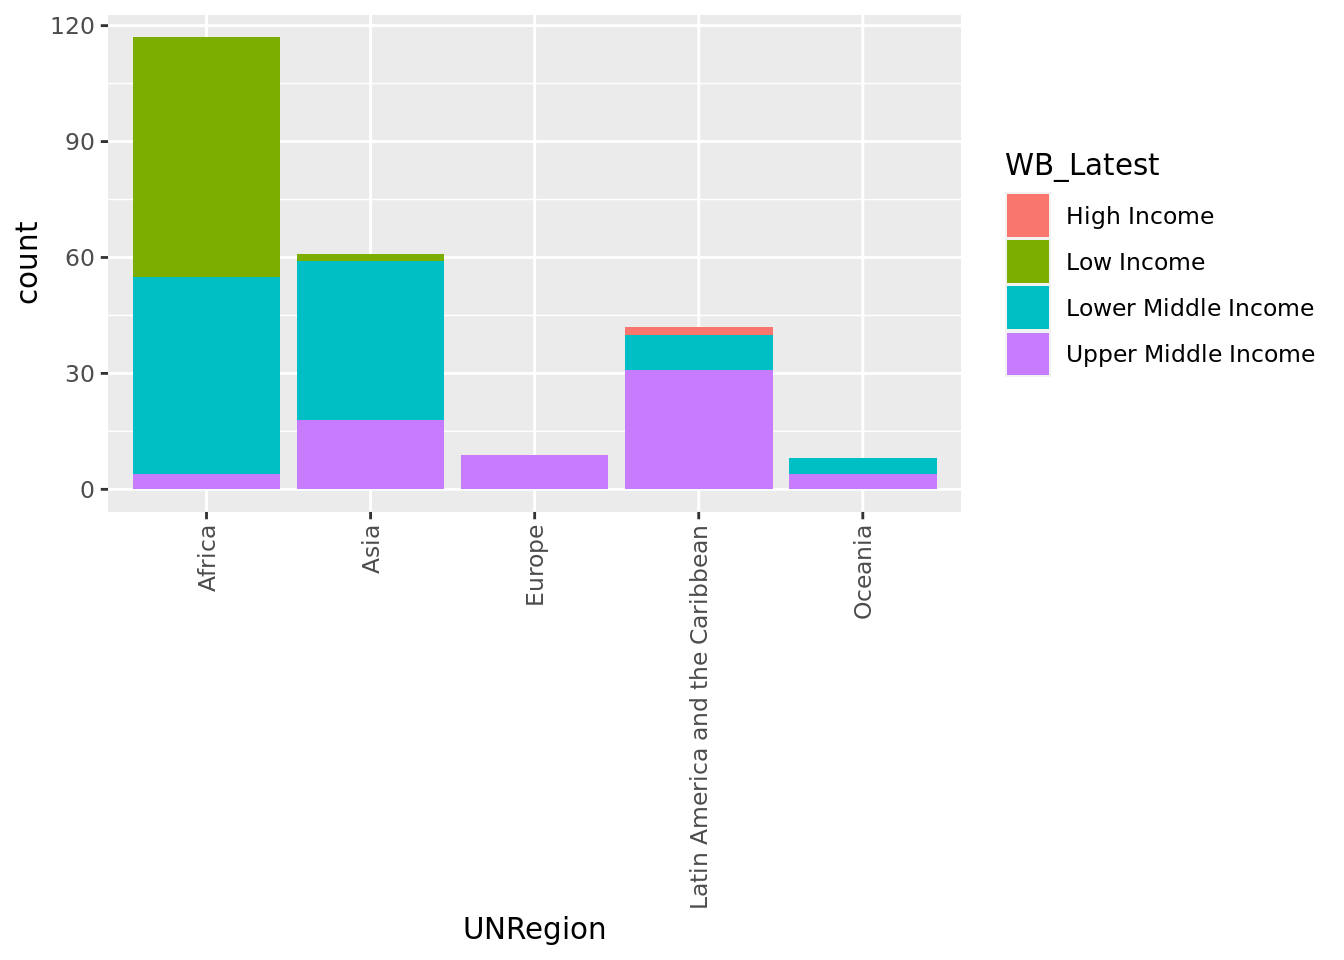 120
90
60
30
0
count
Africa
Asia
Europe
Latin America and the Caribbean
Oceania
UNRegion
WB_Latest
High Income
Low Income
Lower Middle Income
Upper Middle Income